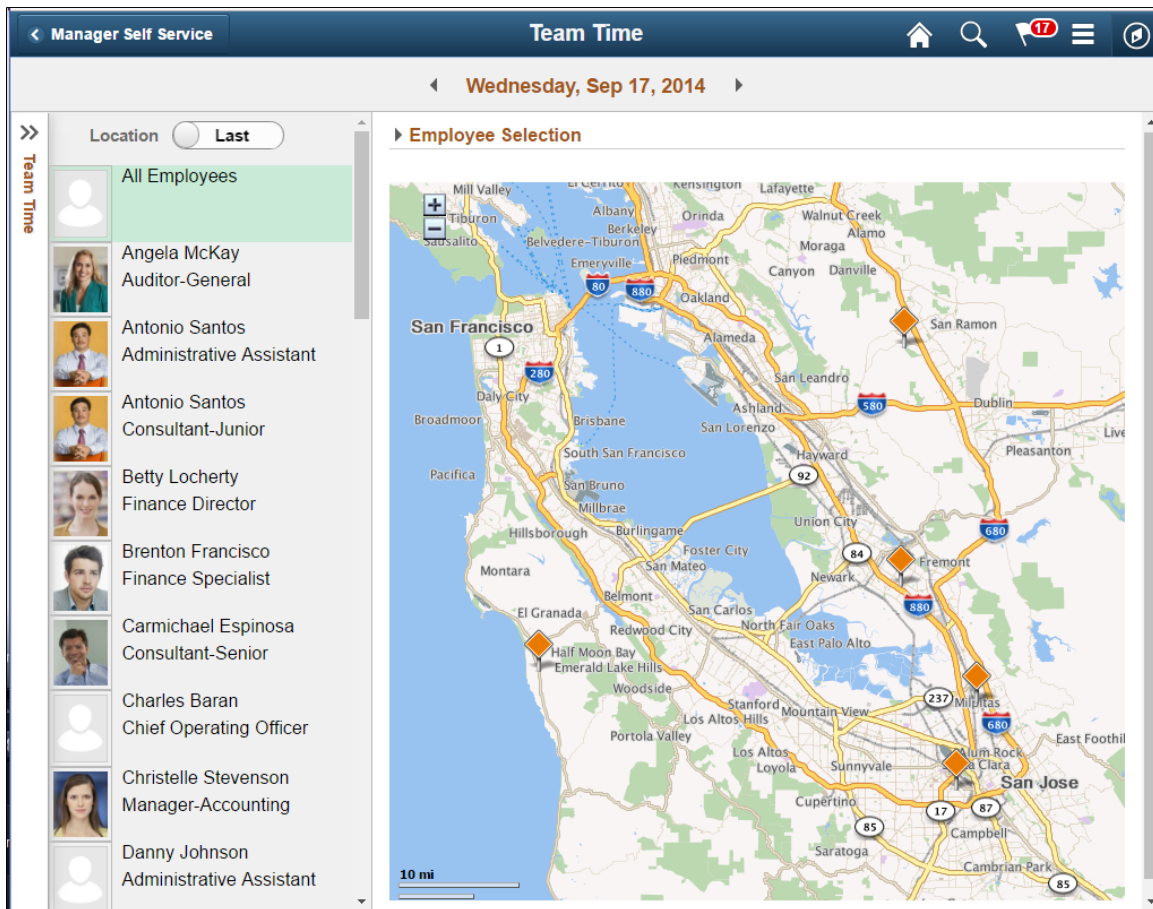 Manager Self Service
Team Time
17
Wednesday, Sep 17, 2014
Team Time
Location
Last
All Employees
Angela McKay
Auditor-General
Antonio Santos
Administrative Assistant
Antonio Santos
Consultant-Junior
Betty Locherty
Finance Director
Brenton Francisco
Finance Specialist
Carmichael Espinosa
Consultant-Senior
Charles Baran
Chief Operating Officer
Christelle Stevenson
Manager-Accounting
Danny Johnson
Administrative Assistant
Employee Selection
Mill Valley
El Cerrito
Kensington
Lafayette
Tiburon
Albany
Orinda
Walnut Creek
Berkeley
Alamo
Sausalito
Belvedere-Tiburon
Moraga
Emeryville
Piedmont
Canyon
Danville
80
880
Oakland
San Francisco
San Ramon
1
Alameda
280
San Leandro
Daly City
580
Dublin
Broadmoor
Brisbane
Ashland
San Lorenzo
Live
Pleasanton
South San Francisco
Hayward
Pacifica
92
San Bruno
Millbrae
Union City
680
Hillsborough
Burlingame
Foster City
84
Montara
San Mateo
Newark
Fremont
Belmont
880
El Granada
San Carlos
Redwood City
North Fair Oaks
East Palo Alto
Half Moon Bay
Emerald Lake Hills
Woodside
237
Milpitas
Stanford
Mountain View
Los Altos Hills
680
Portola Valley
East Foothil
Los Altos
Alum Rock
Loyola
Sunnyvale
San Jose
Cupertino
17
87
85
Campbell
Saratoga
Cambrian Park
10 mi
85